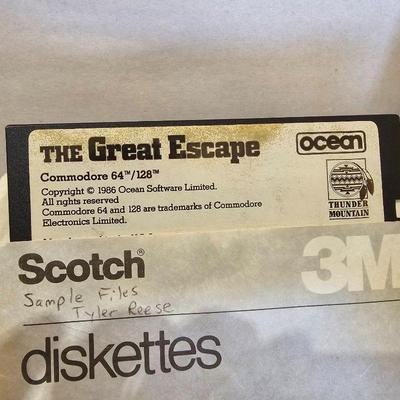 THE Great Escape
ocean
Commodore 64™/128™
Copyright © 1986 Ocean Software Limited.
All rights reserved
Commodore 64 and 128 are trademarks of Commodore
Electronics Limited.
THUNDER
MOUNTAIN
Scotch®
3M
Sample Files
Tyler Reese
diskettes